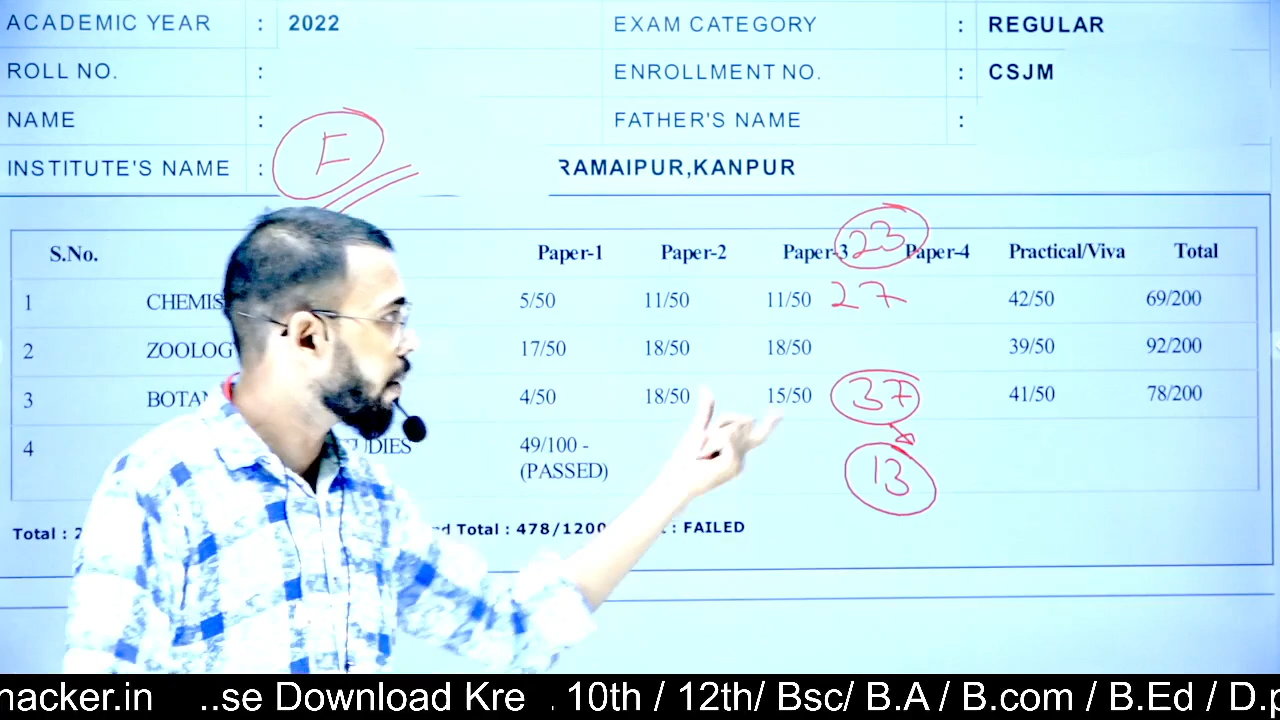 ACADEMIC YEAR : 2022 EXAM CATEGORY : REGULAR
ROLL NO. : ENROLLMENT NO. : CSJM
NAME : FATHER'S NAME :
INSTITUTE'S NAME : RAMAIPUR,KANPUR
E
S.No. Paper-1 Paper-2 Paper-3 23 Paper-4 Practical/Viva Total
1 CHEMIS 5/50 11/50 11/50 27 42/50 69/200
2 ZOOLOG 17/50 18/50 18/50 39/50 92/200
3 BOTAN 4/50 18/50 15/50 37 41/50 78/200
4 TUDIES 49/100 - 13
(PASSED)
Total : 2 nd Total : 478/1200 : FAILED
hacker.in ..se Download Kre . 10th / 12th/ Bsc/ B.A / B.com / B.Ed / D.p